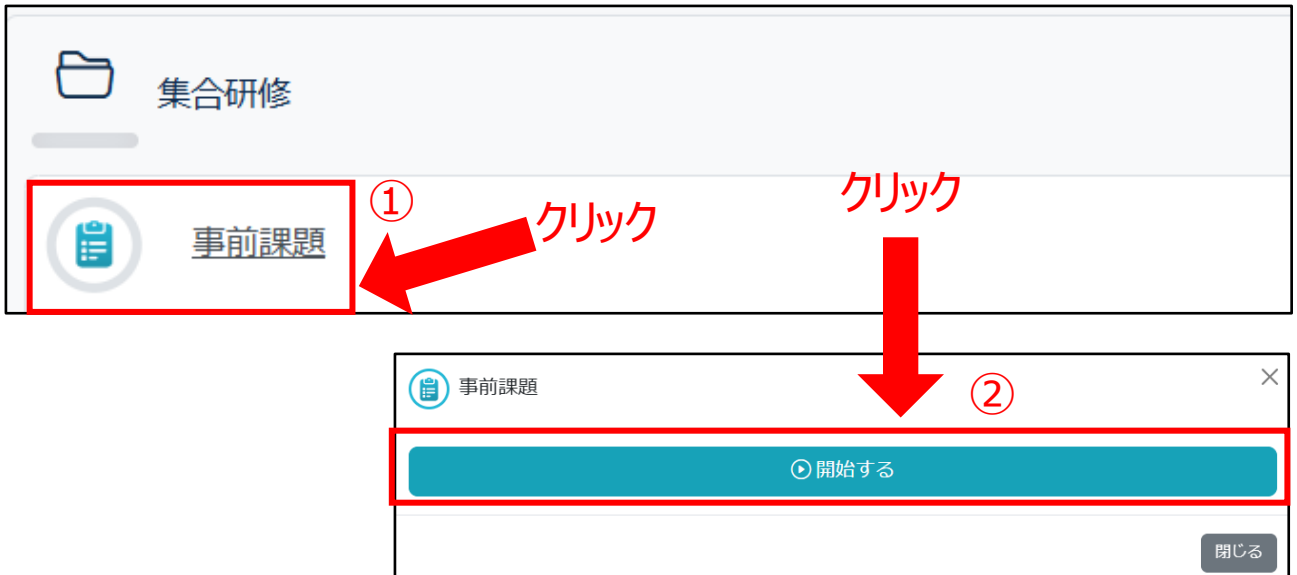 集合研修
①
クリック
クリック
事前課題
事前課題
②
開始する
閉じる